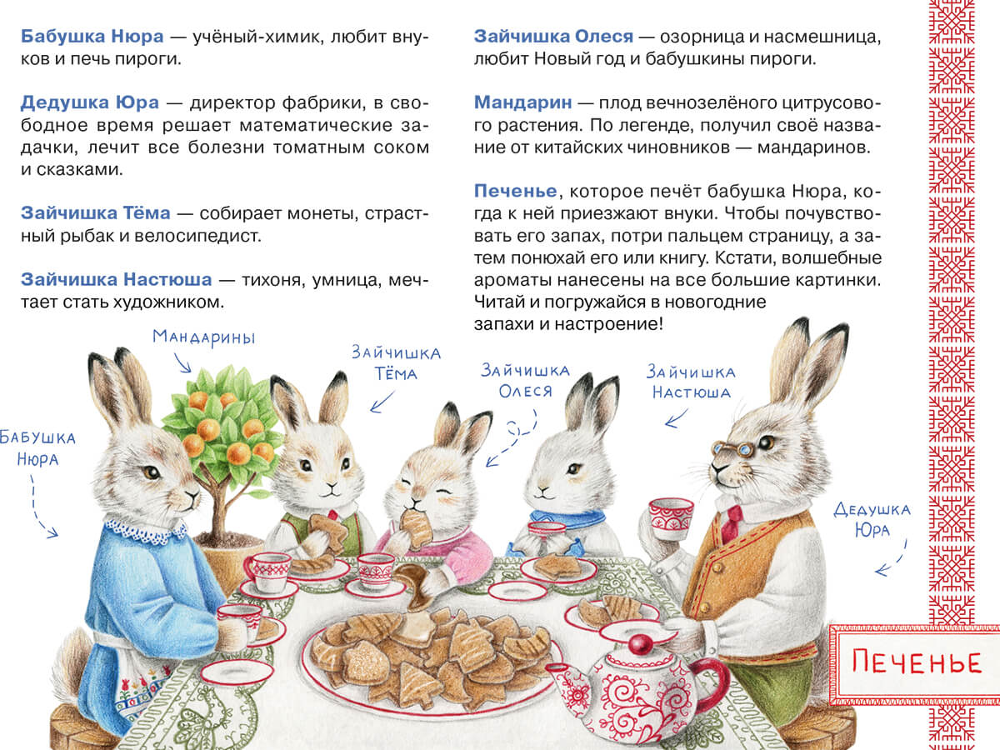 Бабушка Нюра — учёный-химик, любит вну-
ков и печь пироги.
Дедушка Юра — директор фабрики, в сво-
бодное время решает математические за-
дачки, лечит все болезни томатным соком
и сказками.
Зайчишка Тёма — собирает монеты, страст-
ный рыбак и велосипедист.
Зайчишка Настюша — тихоня, умница, меч-
тает стать художником.
Зайчишка Олеся — озорница и насмешница,
любит Новый год и бабушкины пироги.
Мандарин — плод вечнозелёного цитрусово-
го растения. По легенде, получил своё назва-
ние от китайских чиновников — мандаринов.
Печенье, которое печёт бабушка Нюра, ко-
гда к ней приезжают внуки. Чтобы почувство-
вать его запах, потри пальцем страницу, а за-
тем понюхай его или книгу. Кстати, волшебные
ароматы нанесены на все большие картинки.
Читай и погружайся в новогодние
запахи и настроение!
Мандарины
Зайчишка
Тёма
Зайчишка
Олеся
Зайчишка
Настюша
Бабушка
Нюра
Дедушка
Юра
Печенье